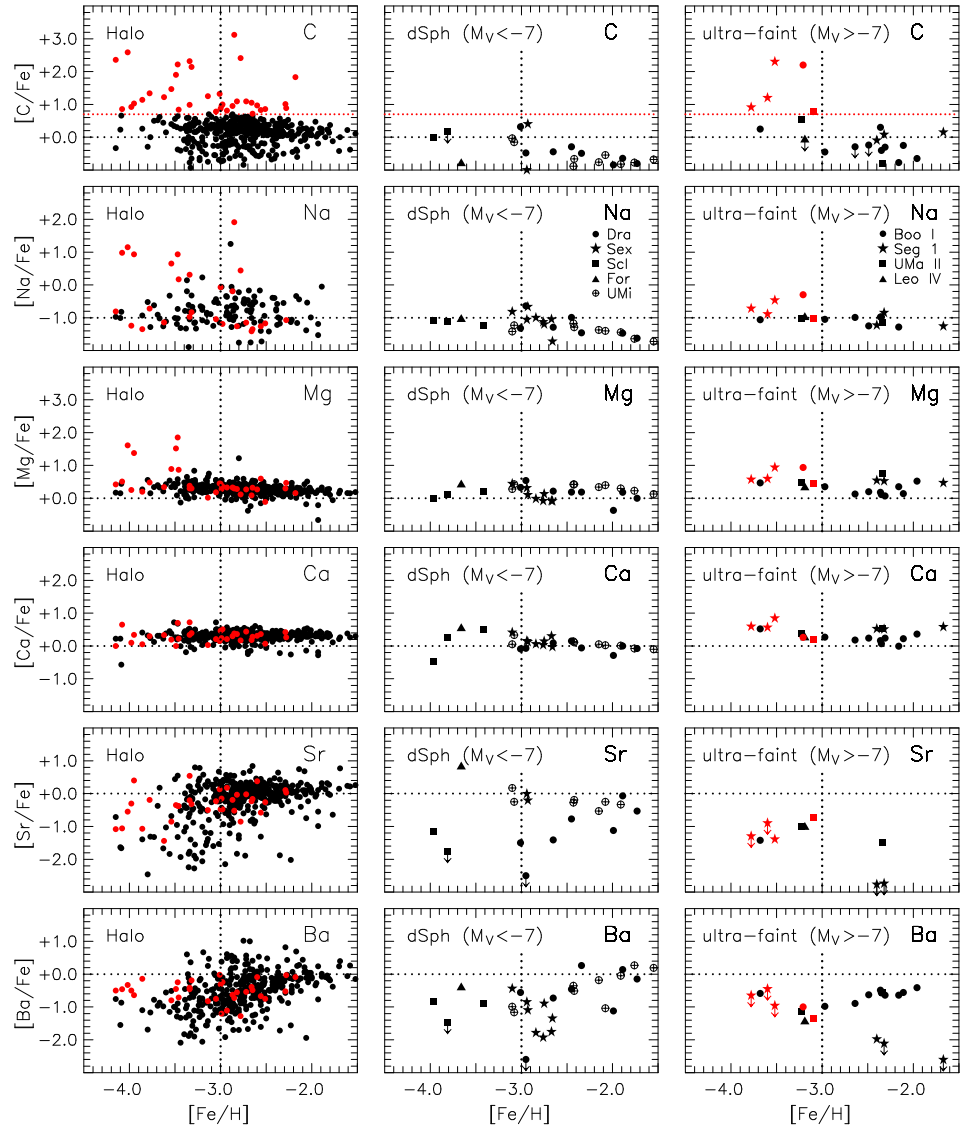 Halo C dSph (M_V<−7) C ultra-faint (M_V>−7) C
[C/Fe] +3.0 +2.0 +1.0 +0.0
Halo Na dSph (M_V<−7) Na ultra-faint (M_V>−7) Na
Dra Boo I
Sex Seg 1
Scl UMa II
For Leo IV
UMi
[Na/Fe] +2.0 +1.0 +0.0 −1.0
Halo Mg dSph (M_V<−7) Mg ultra-faint (M_V>−7) Mg
[Mg/Fe] +3.0 +2.0 +1.0 +0.0
Halo Ca dSph (M_V<−7) Ca ultra-faint (M_V>−7) Ca
[Ca/Fe] +2.0 +1.0 +0.0 −1.0
Halo Sr dSph (M_V<−7) Sr ultra-faint (M_V>−7) Sr
[Sr/Fe] +1.0 +0.0 −1.0 −2.0
Halo Ba dSph (M_V<−7) Ba ultra-faint (M_V>−7) Ba
[Ba/Fe] +1.0 +0.0 −1.0 −2.0
−4.0 −3.0 −2.0 −4.0 −3.0 −2.0 −4.0 −3.0 −2.0
[Fe/H] [Fe/H] [Fe/H]